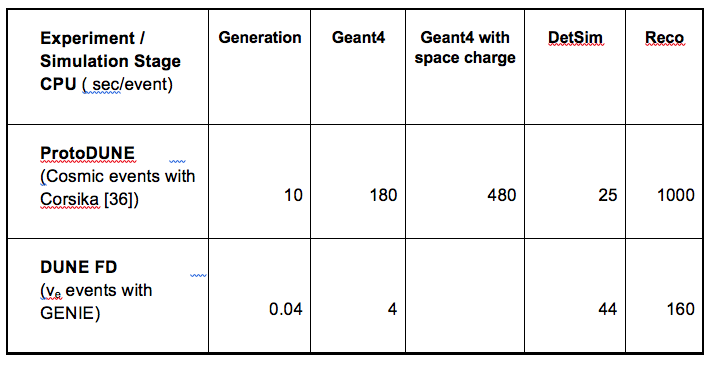 Experiment / Generation Geant4 Geant4 with DetSim Reco
Simulation Stage space charge
CPU ( sec/event)
ProtoDUNE
(Cosmic events with
Corsika [36]) 10 180 480 25 1000
DUNE FD
(νe events with
GENIE) 0.04 4 44 160